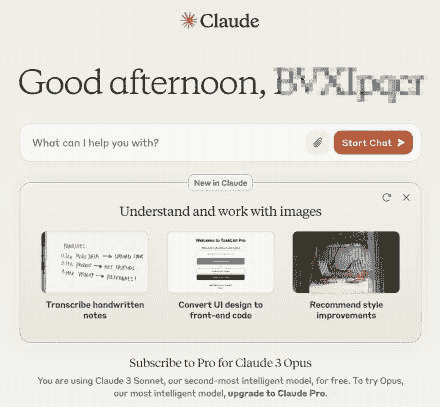 Claude
Good afternoon,
What can I help you with?
Start Chat
New in Claude
Understand and work with images
Transcribe handwritten
notes
Convert UI design to
front-end code
Recommend style
improvements
Welcome to TaskList Pro
Subscribe to Pro for Claude 3 Opus
You are using Claude 3 Sonnet, our second-most intelligent model, for free. To try Opus,
our most intelligent model, upgrade to Claude Pro.